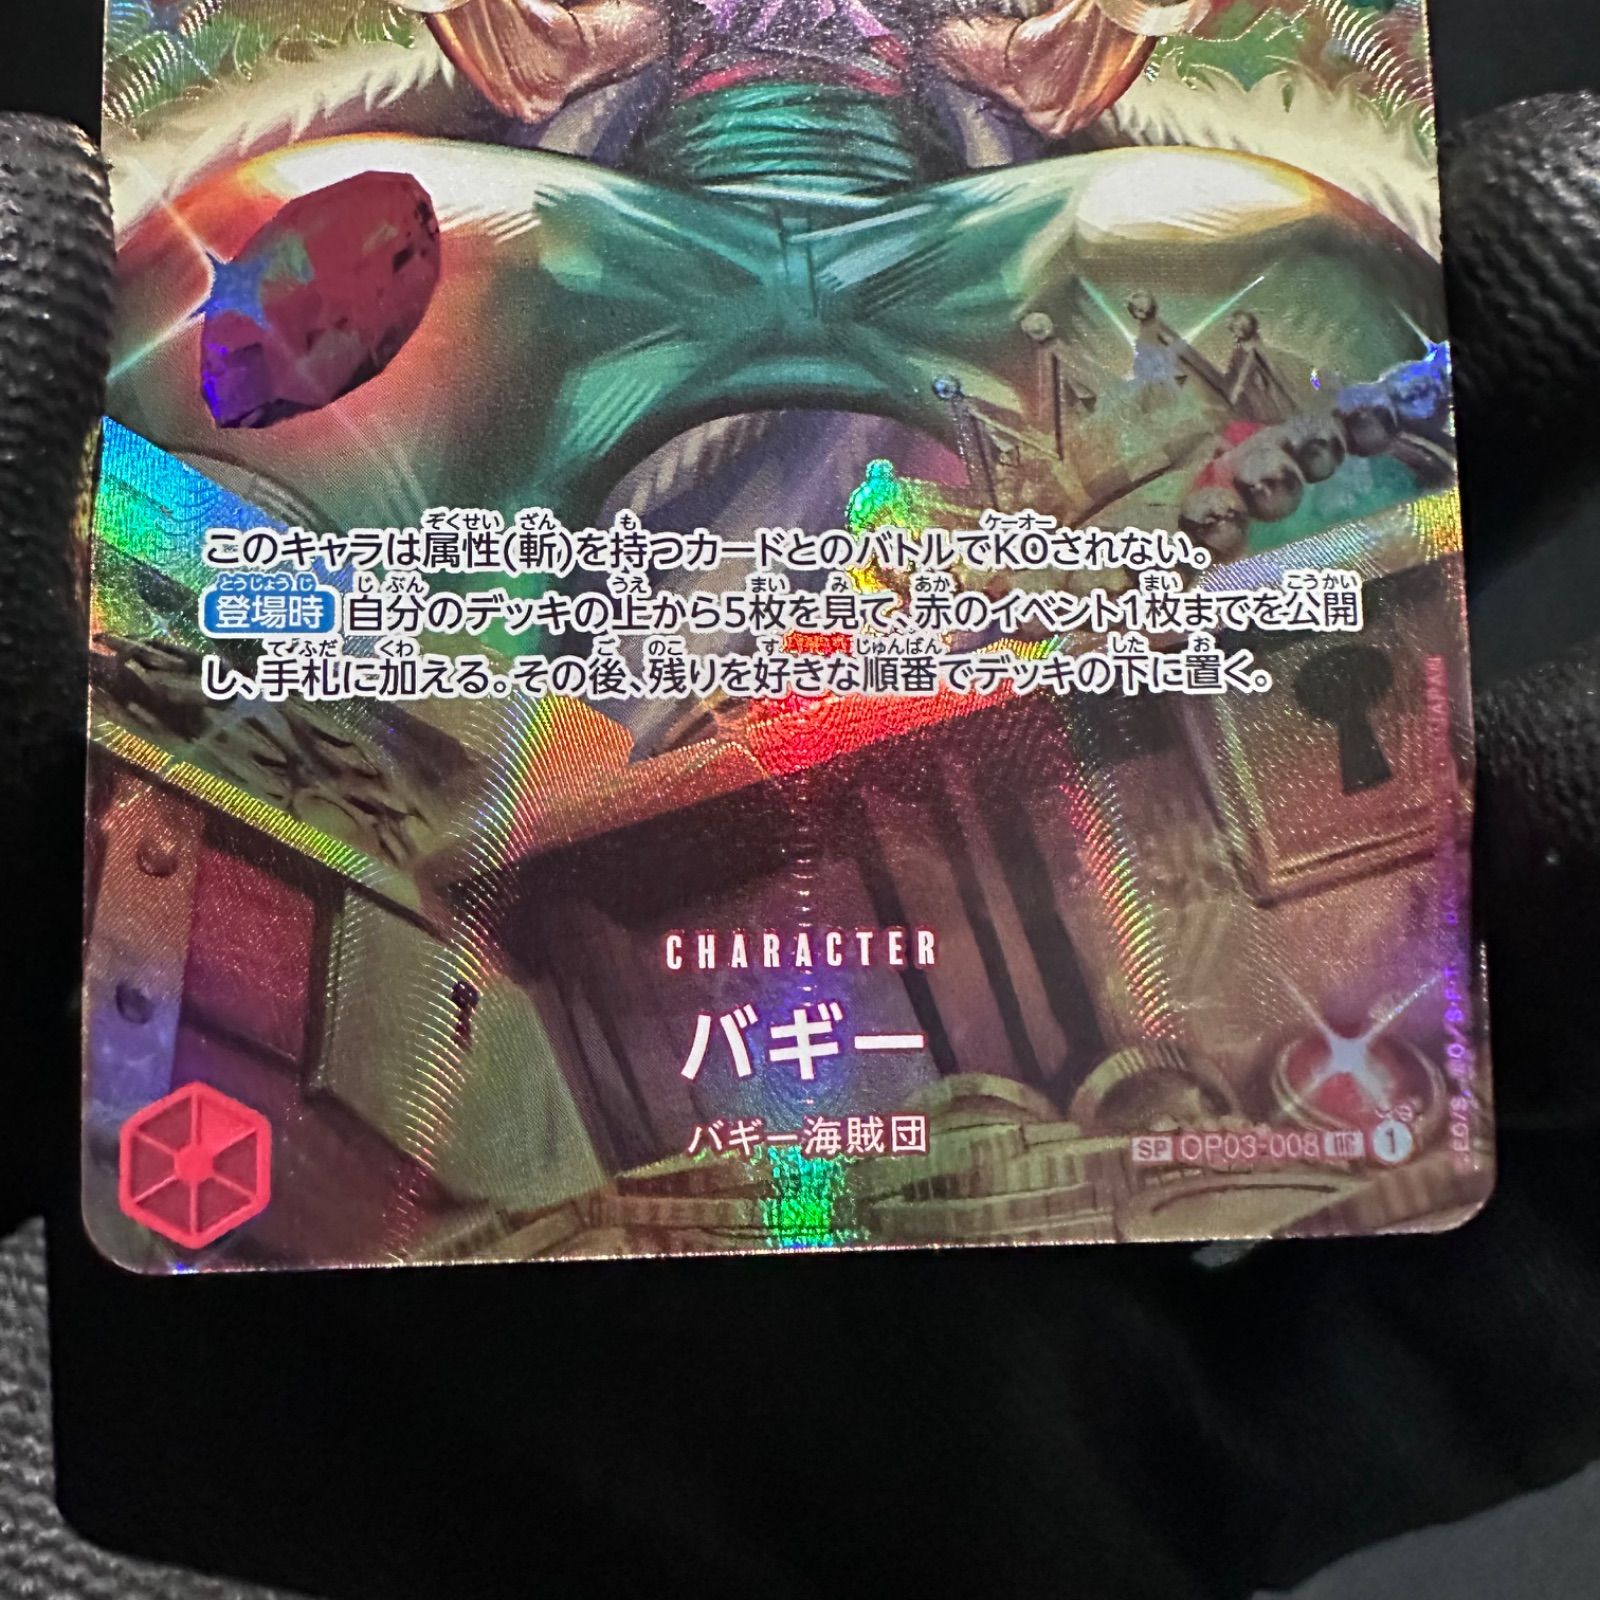 このキャラは属性(斬)を持つカードとのバトルでKOされない。
登場時 自分のデッキの上から5枚を見て、赤のイベント1枚までを公開
し、手札に加える。その後、残りを好きな順番でデッキの下に置く。
CHARACTER
バギー
バギー海賊団
SP OP03-008 1